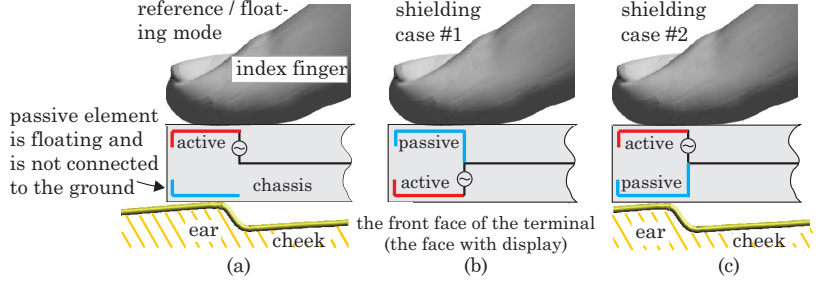 reference / float-
ing mode
index finger
passive element
is floating and
is not connected
to the ground
active
~
chassis
ear
cheek
(a)
shielding
case #1
passive
~
active
the front face of the terminal
(the face with display)
(b)
shielding
case #2
active
~
passive
ear
cheek
(c)